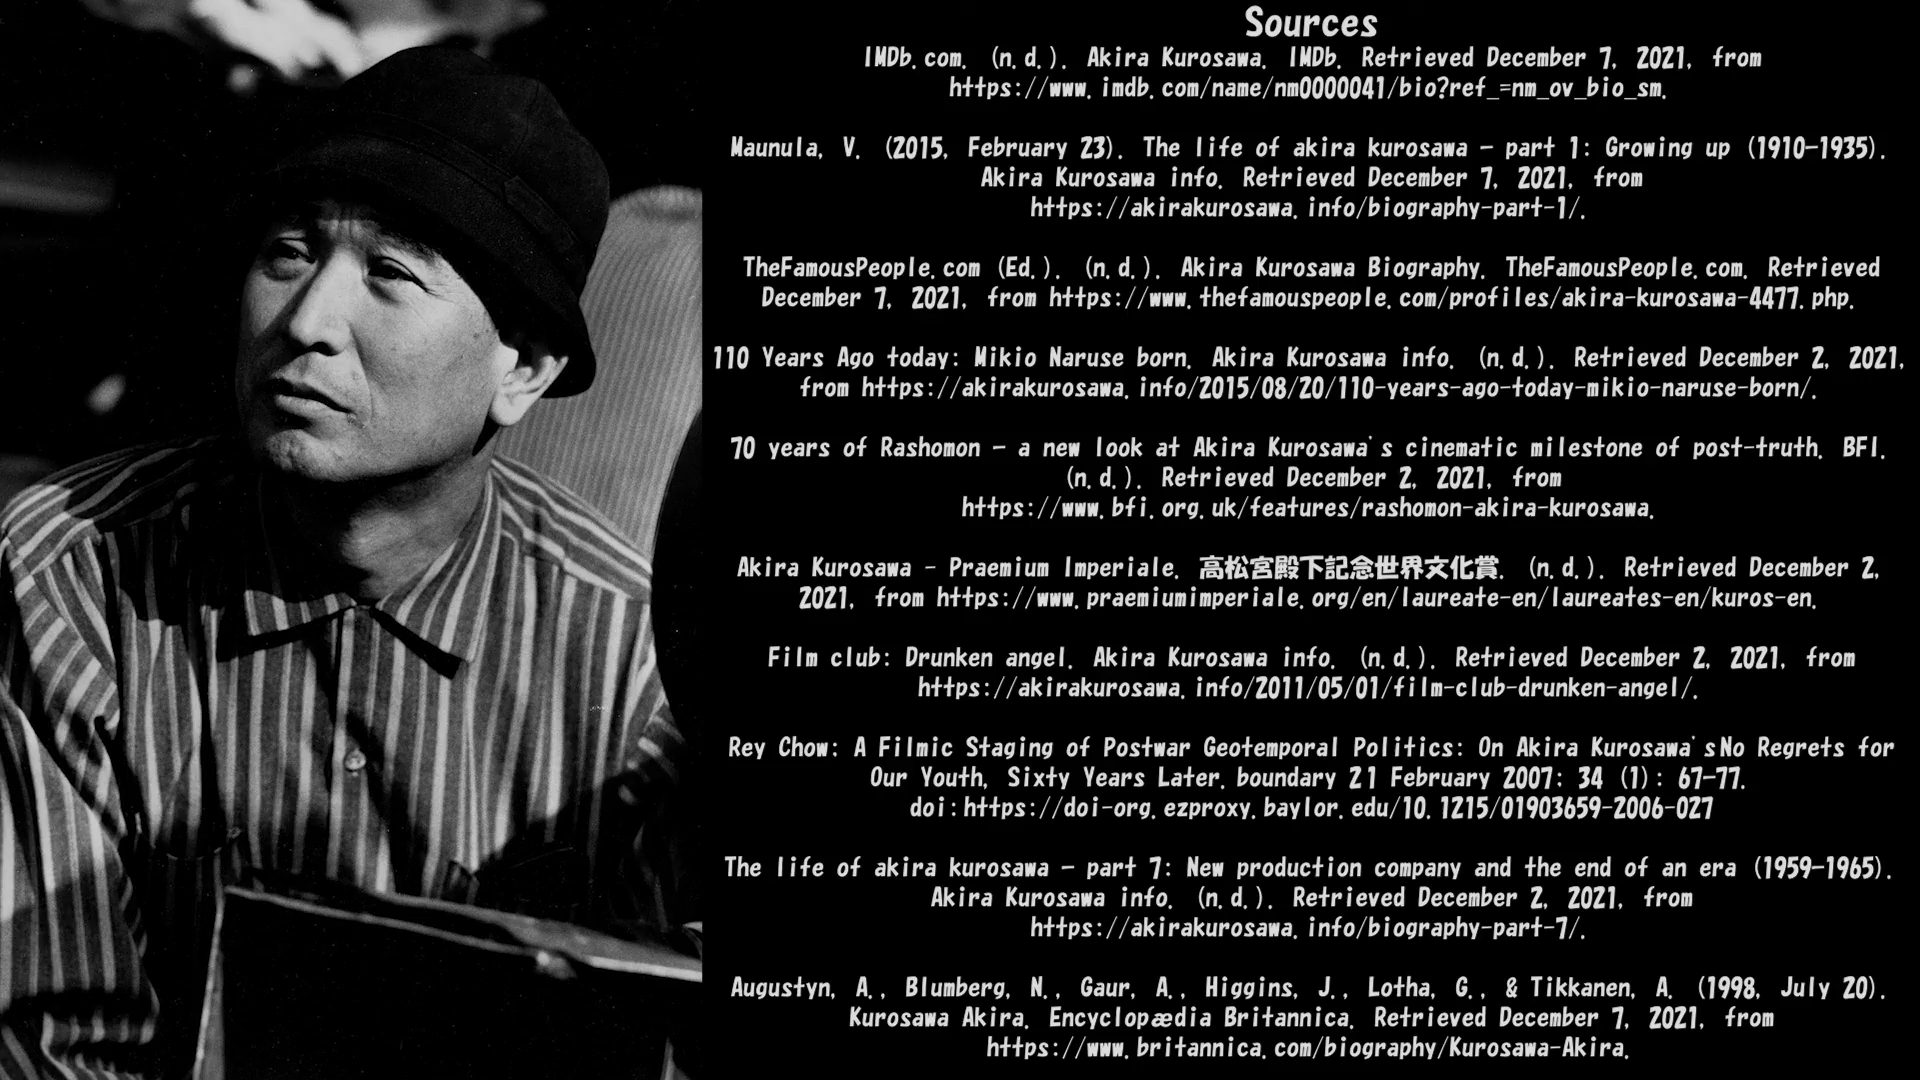 Sources
IMDb.com. (n.d.). Akira Kurosawa. IMDb. Retrieved December 7, 2021, from
https://www.imdb.com/name/nm0000041/bio?ref_=nm_ov_bio_sm.
Maunula, V. (2015, February 23). The life of akira kurosawa – part 1: Growing up (1910–1935).
Akira Kurosawa info. Retrieved December 7, 2021, from
https://akirakurosawa.info/biography-part-1/.
TheFamousPeople.com (Ed.). (n.d.). Akira Kurosawa Biography. TheFamousPeople.com. Retrieved
December 7, 2021, from https://www.thefamouspeople.com/profiles/akira-kurosawa-4477.php.
110 Years Ago today: Mikio Naruse born. Akira Kurosawa info. (n.d.). Retrieved December 2, 2021,
from https://akirakurosawa.info/2015/08/20/110-years-ago-today-mikio-naruse-born/.
70 years of Rashomon – a new look at Akira Kurosawa's cinematic milestone of post-truth. BFI.
(n.d.). Retrieved December 2, 2021, from
https://www.bfi.org.uk/features/rashomon-akira-kurosawa.
Akira Kurosawa - Praemium Imperiale. 高松宮殿下記念世界文化賞. (n.d.). Retrieved December 2,
2021, from https://www.praemiumimperiale.org/en/laureate-en/laureates-en/kuros-en.
Film club: Drunken angel. Akira Kurosawa info. (n.d.). Retrieved December 2, 2021, from
https://akirakurosawa.info/2011/05/01/film-club-drunken-angel/.
Rey Chow; A Filmic Staging of Postwar Geotemporal Politics: On Akira Kurosawa'sNo Regrets for
Our Youth, Sixty Years Later. boundary 2 1 February 2007; 34 (1): 67–77.
doi:https://doi-org.ezproxy.baylor.edu/10.1215/01903659-2006-027
The life of akira kurosawa – part 7: New production company and the end of an era (1959–1965).
Akira Kurosawa info. (n.d.). Retrieved December 2, 2021, from
https://akirakurosawa.info/biography-part-7/.
Augustyn, A., Blumberg, N., Gaur, A., Higgins, J., Lotha, G., & Tikkanen, A. (1998, July 20).
Kurosawa Akira. Encyclopædia Britannica. Retrieved December 7, 2021, from
https://www.britannica.com/biography/Kurosawa-Akira.